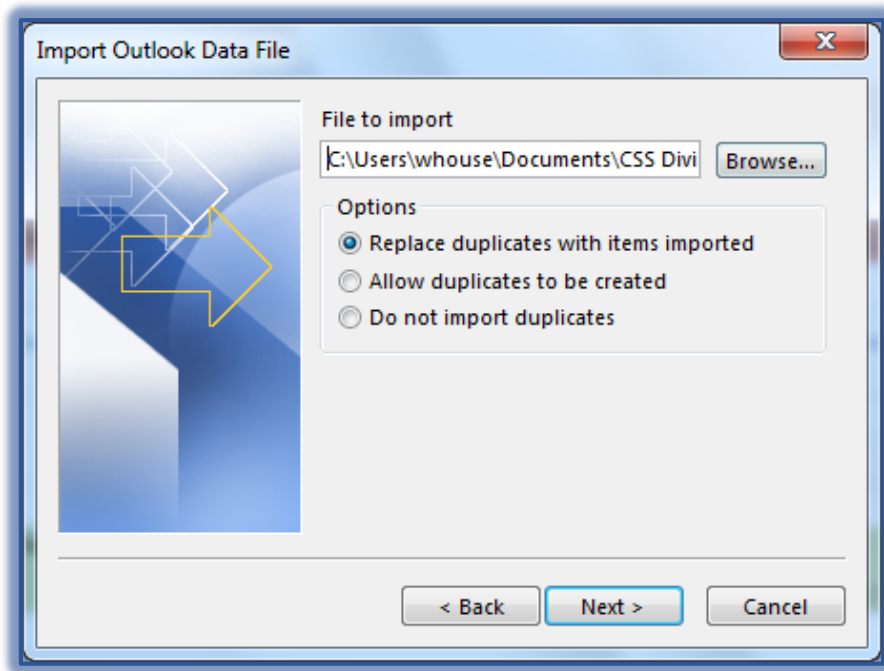 Import Outlook Data File
File to import
C:\Users\whouse\Documents\CSS Divi
Browse...
Options
Replace duplicates with items imported
Allow duplicates to be created
Do not import duplicates
< Back
Next >
Cancel